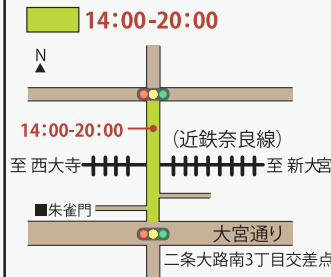 14:00-20:00
N
14:00-20:00
(近鉄奈良線)
至 西大寺
至 新大宮
■朱雀門
大宮通り
二条大路南3丁目交差点